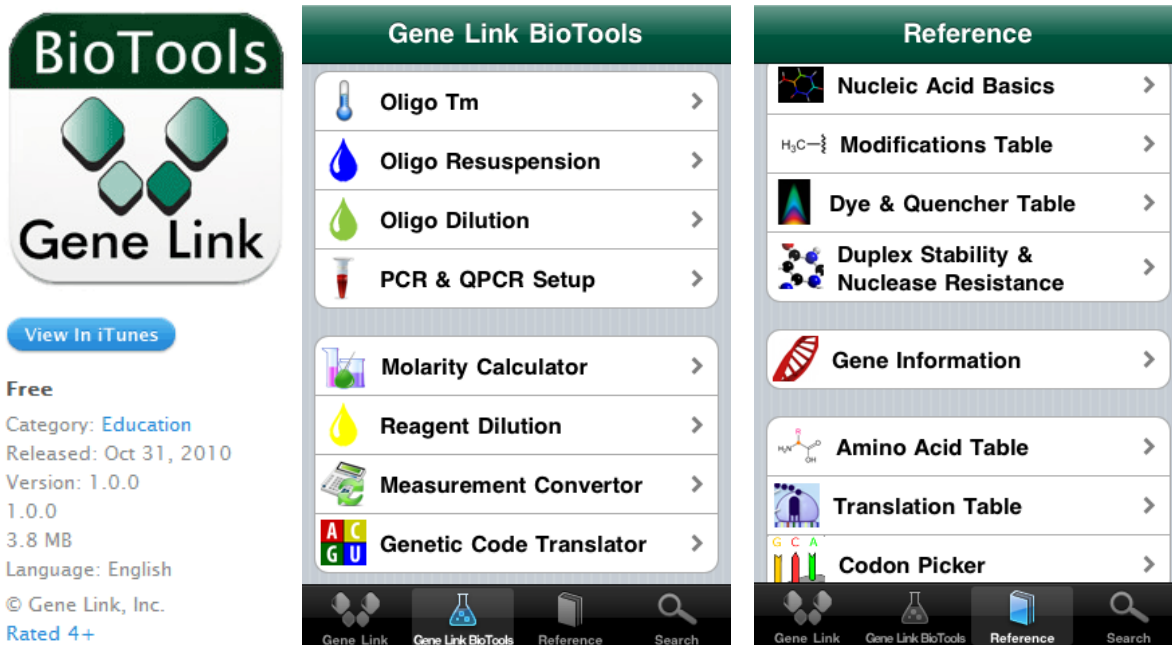 BioTools
Gene Link
View In iTunes
Free
Category: Education
Released: Oct 31, 2010
Version: 1.0.0
1.0.0
3.8 MB
Language: English
© Gene Link, Inc.
Rated 4+
Gene Link BioTools
Oligo Tm
Oligo Resuspension
Oligo Dilution
PCR & QPCR Setup
Molarity Calculator
Reagent Dilution
Measurement Convertor
A C
G U
Genetic Code Translator
Gene Link
Gene Link BioTools
Reference
Search
Reference
Nucleic Acid Basics
H₃C
Modifications Table
Dye & Quencher Table
Duplex Stability &
Nuclease Resistance
Gene Information
R
H₂N
OH
Amino Acid Table
Translation Table
G C A
Codon Picker
Gene Link
Gene Link BioTools
Reference
Search